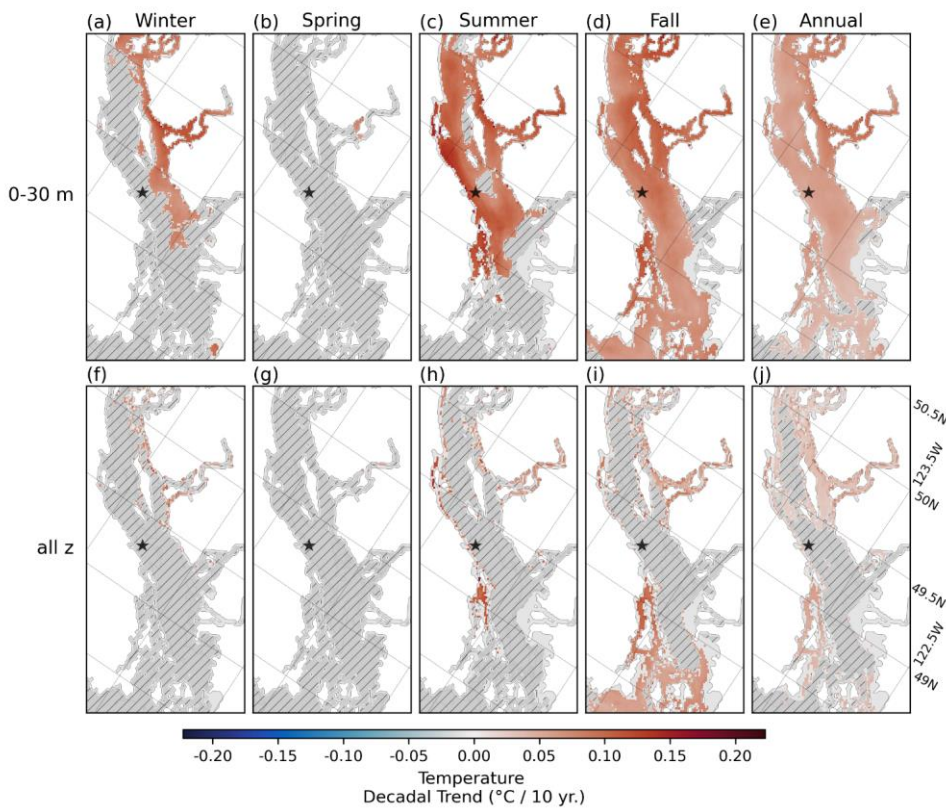 (a) Winter
(b) Spring
(c) Summer
(d) Fall
(e) Annual
0-30 m
(f)
(g)
(h)
(i)
(j)
all z
50.5N
123.5W
50N
49.5N
122.5W
49N
-0.20 -0.15 -0.10 -0.05 0.00 0.05 0.10 0.15 0.20
Temperature
Decadal Trend (°C / 10 yr.)